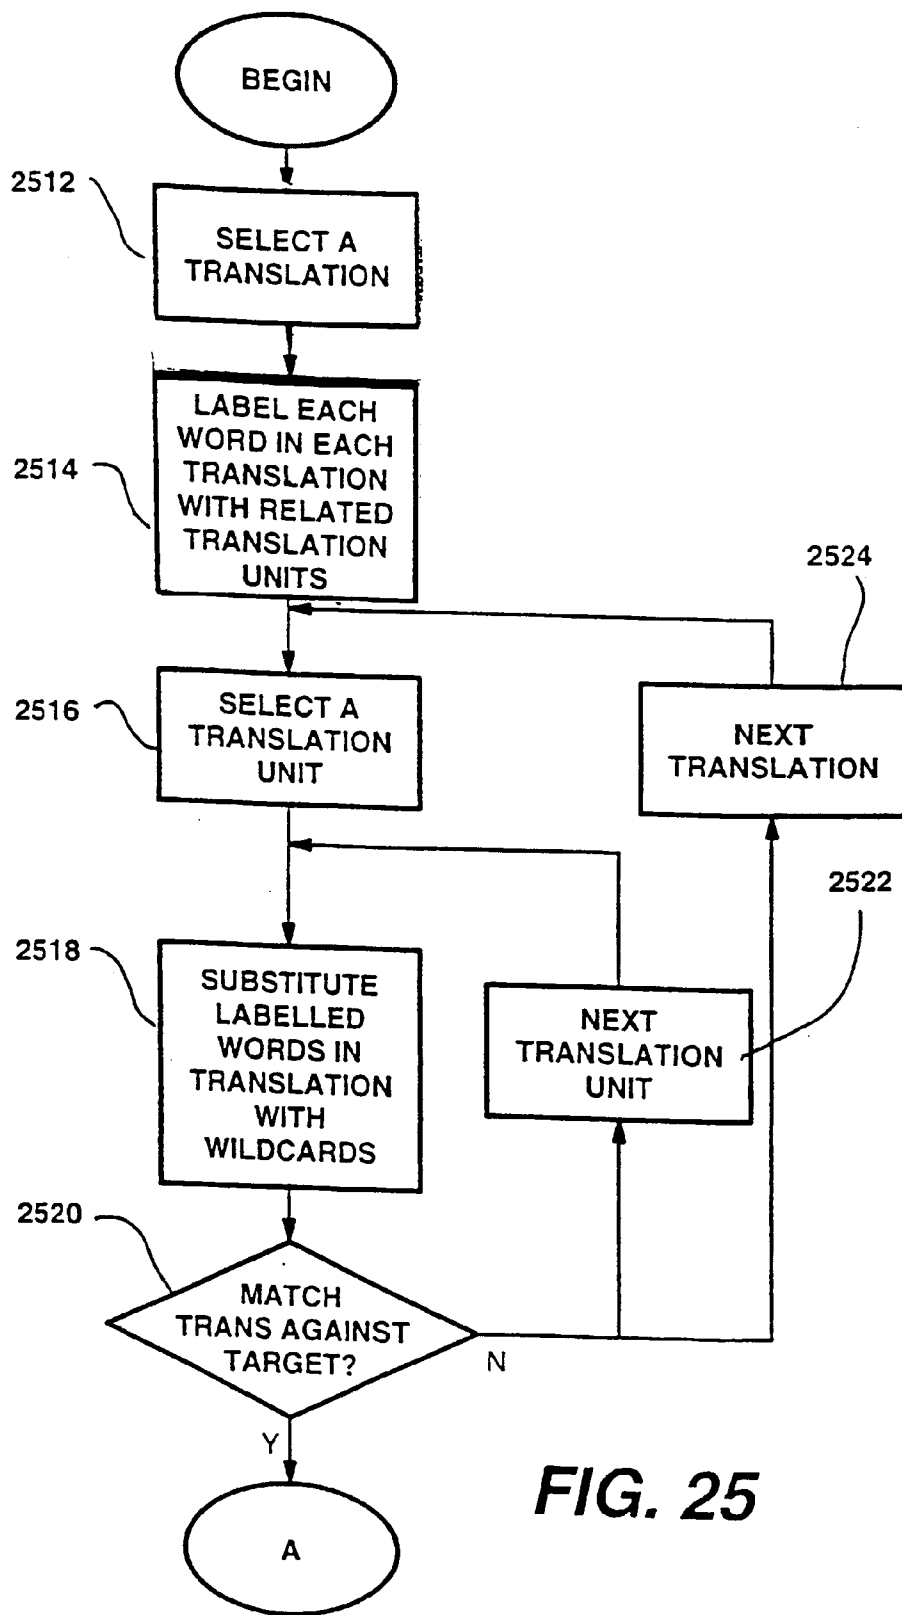 BEGIN
2512
SELECT A
TRANSLATION
2514
LABEL EACH
WORD IN EACH
TRANSLATION
WITH RELATED
TRANSLATION
UNITS
2524
2516
SELECT A
TRANSLATION
UNIT
NEXT
TRANSLATION
2522
2518
SUBSTITUTE
LABELLED
WORDS IN
TRANSLATION
WITH
WILDCARDS
NEXT
TRANSLATION
UNIT
2520
MATCH
TRANS AGAINST
TARGET?
N
Y
A
FIG. 25